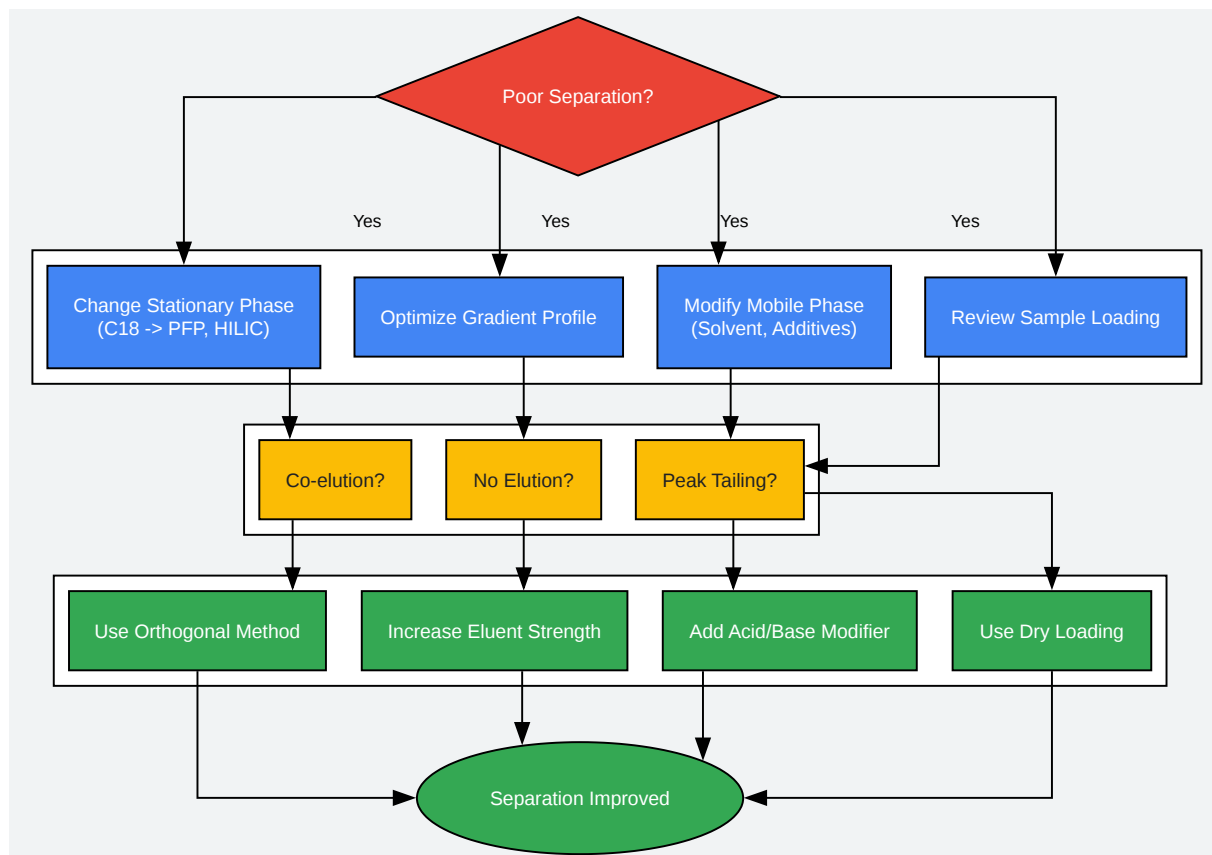 Poor Separation?
Yes
Yes
Yes
Yes
Change Stationary Phase
(C18 -> PFP, HILIC)
Optimize Gradient Profile
Modify Mobile Phase
(Solvent, Additives)
Review Sample Loading
Co-elution?
No Elution?
Peak Tailing?
Use Orthogonal Method
Increase Eluent Strength
Add Acid/Base Modifier
Use Dry Loading
Separation Improved